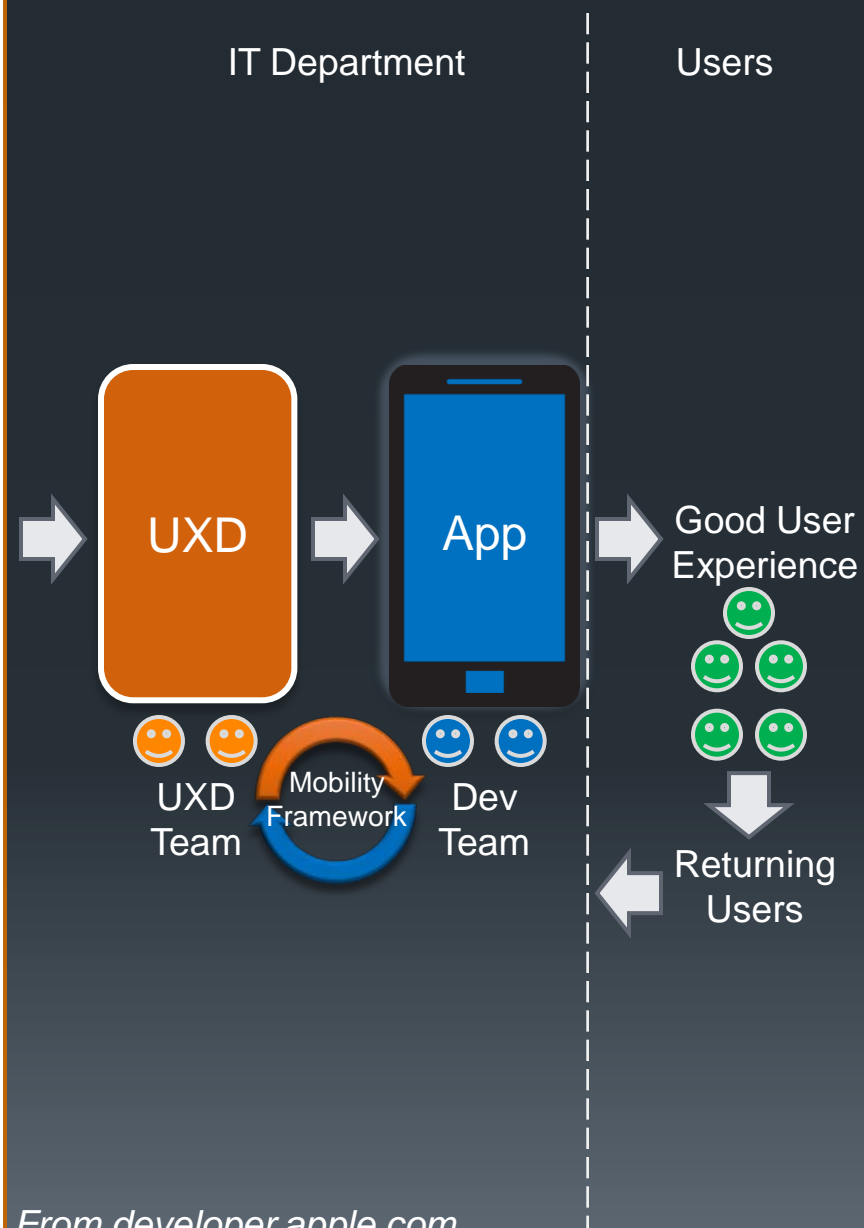 IT Department
Users
UXD
App
Good User
Experience
UXD
Team
Mobility
Framework
Dev
Team
Returning
Users
From developer.apple.com